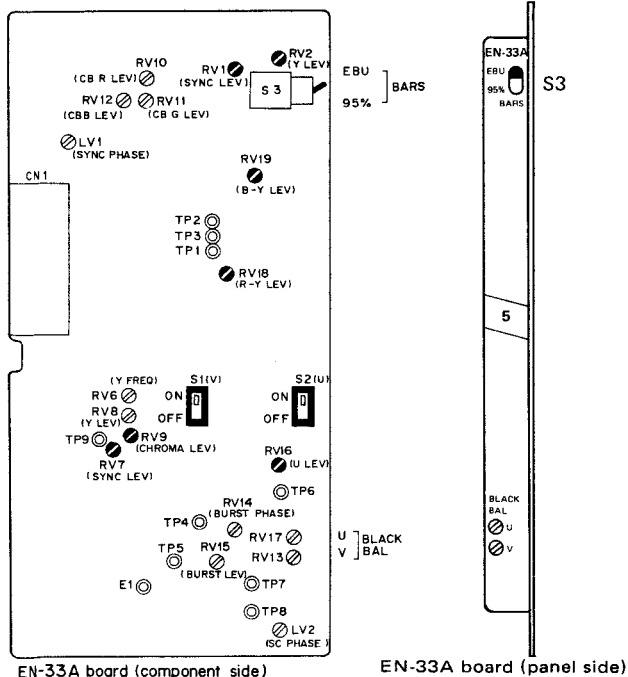 RV10
(CB R LEV)
RV1
(SYNC LEV)
RV2
(Y LEV)
S3
EBU
95%
BARS
RV12
(CBB LEV)
RV11
(CB G LEV)
LV1
(SYNC PHASE)
CN1
RV19
(B-Y LEV)
TP2
TP3
TP1
RV18
(R-Y LEV)
(Y FREQ)
RV6
RV8
(Y LEV)
TP9
RV9
(CHROMA LEV)
RV7
(SYNC LEV)
S1(V)
ON
OFF
S2(U)
ON
OFF
RV16
(U LEV)
TP6
RV14
(BURST PHASE)
TP4
RV17
RV13
U
V
BLACK
BAL
TP5
RV15
(BURST LEV)
E1
TP7
TP8
LV2
(SC PHASE)
EN-33A board (component side)
EN-33A
EBU
95%
BARS
S3
5
BLACK
BAL
U
V
EN-33A board (panel side)